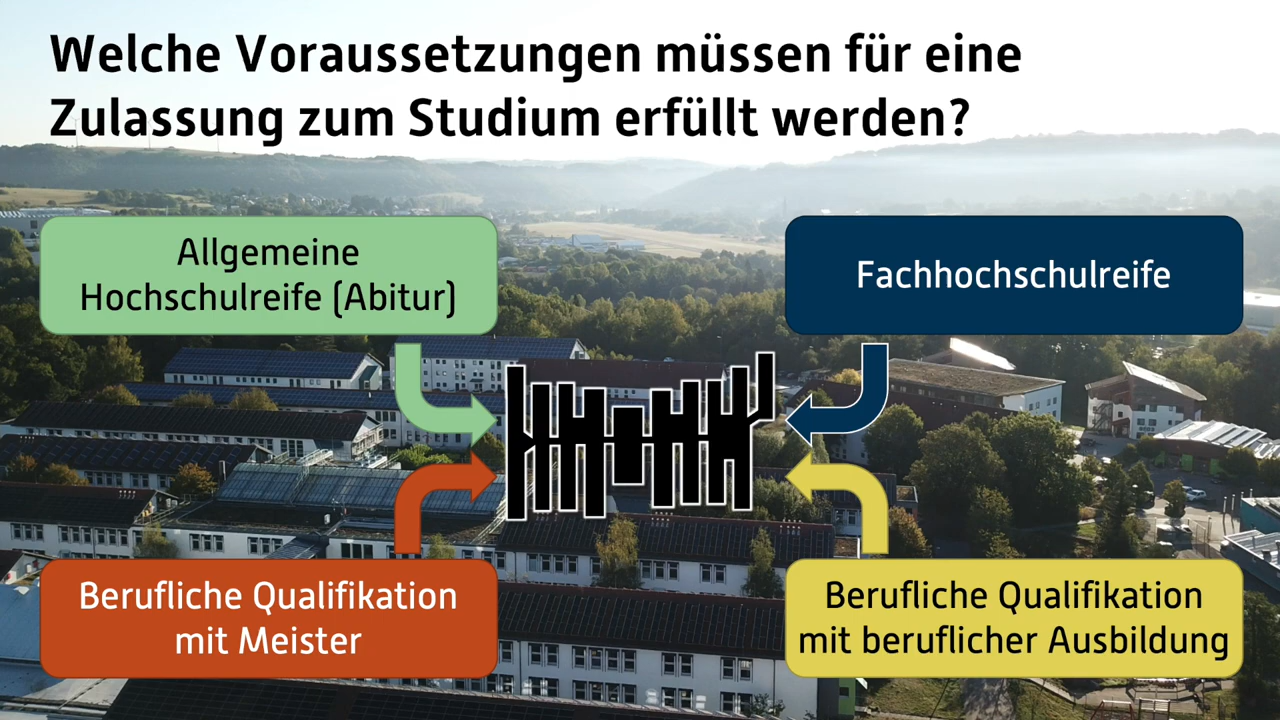 Welche Voraussetzungen müssen für eine
Zulassung zum Studium erfüllt werden?
Allgemeine
Hochschulreife (Abitur)
Fachhochschulreife
Berufliche Qualifikation
mit Meister
Berufliche Qualifikation
mit beruflicher Ausbildung